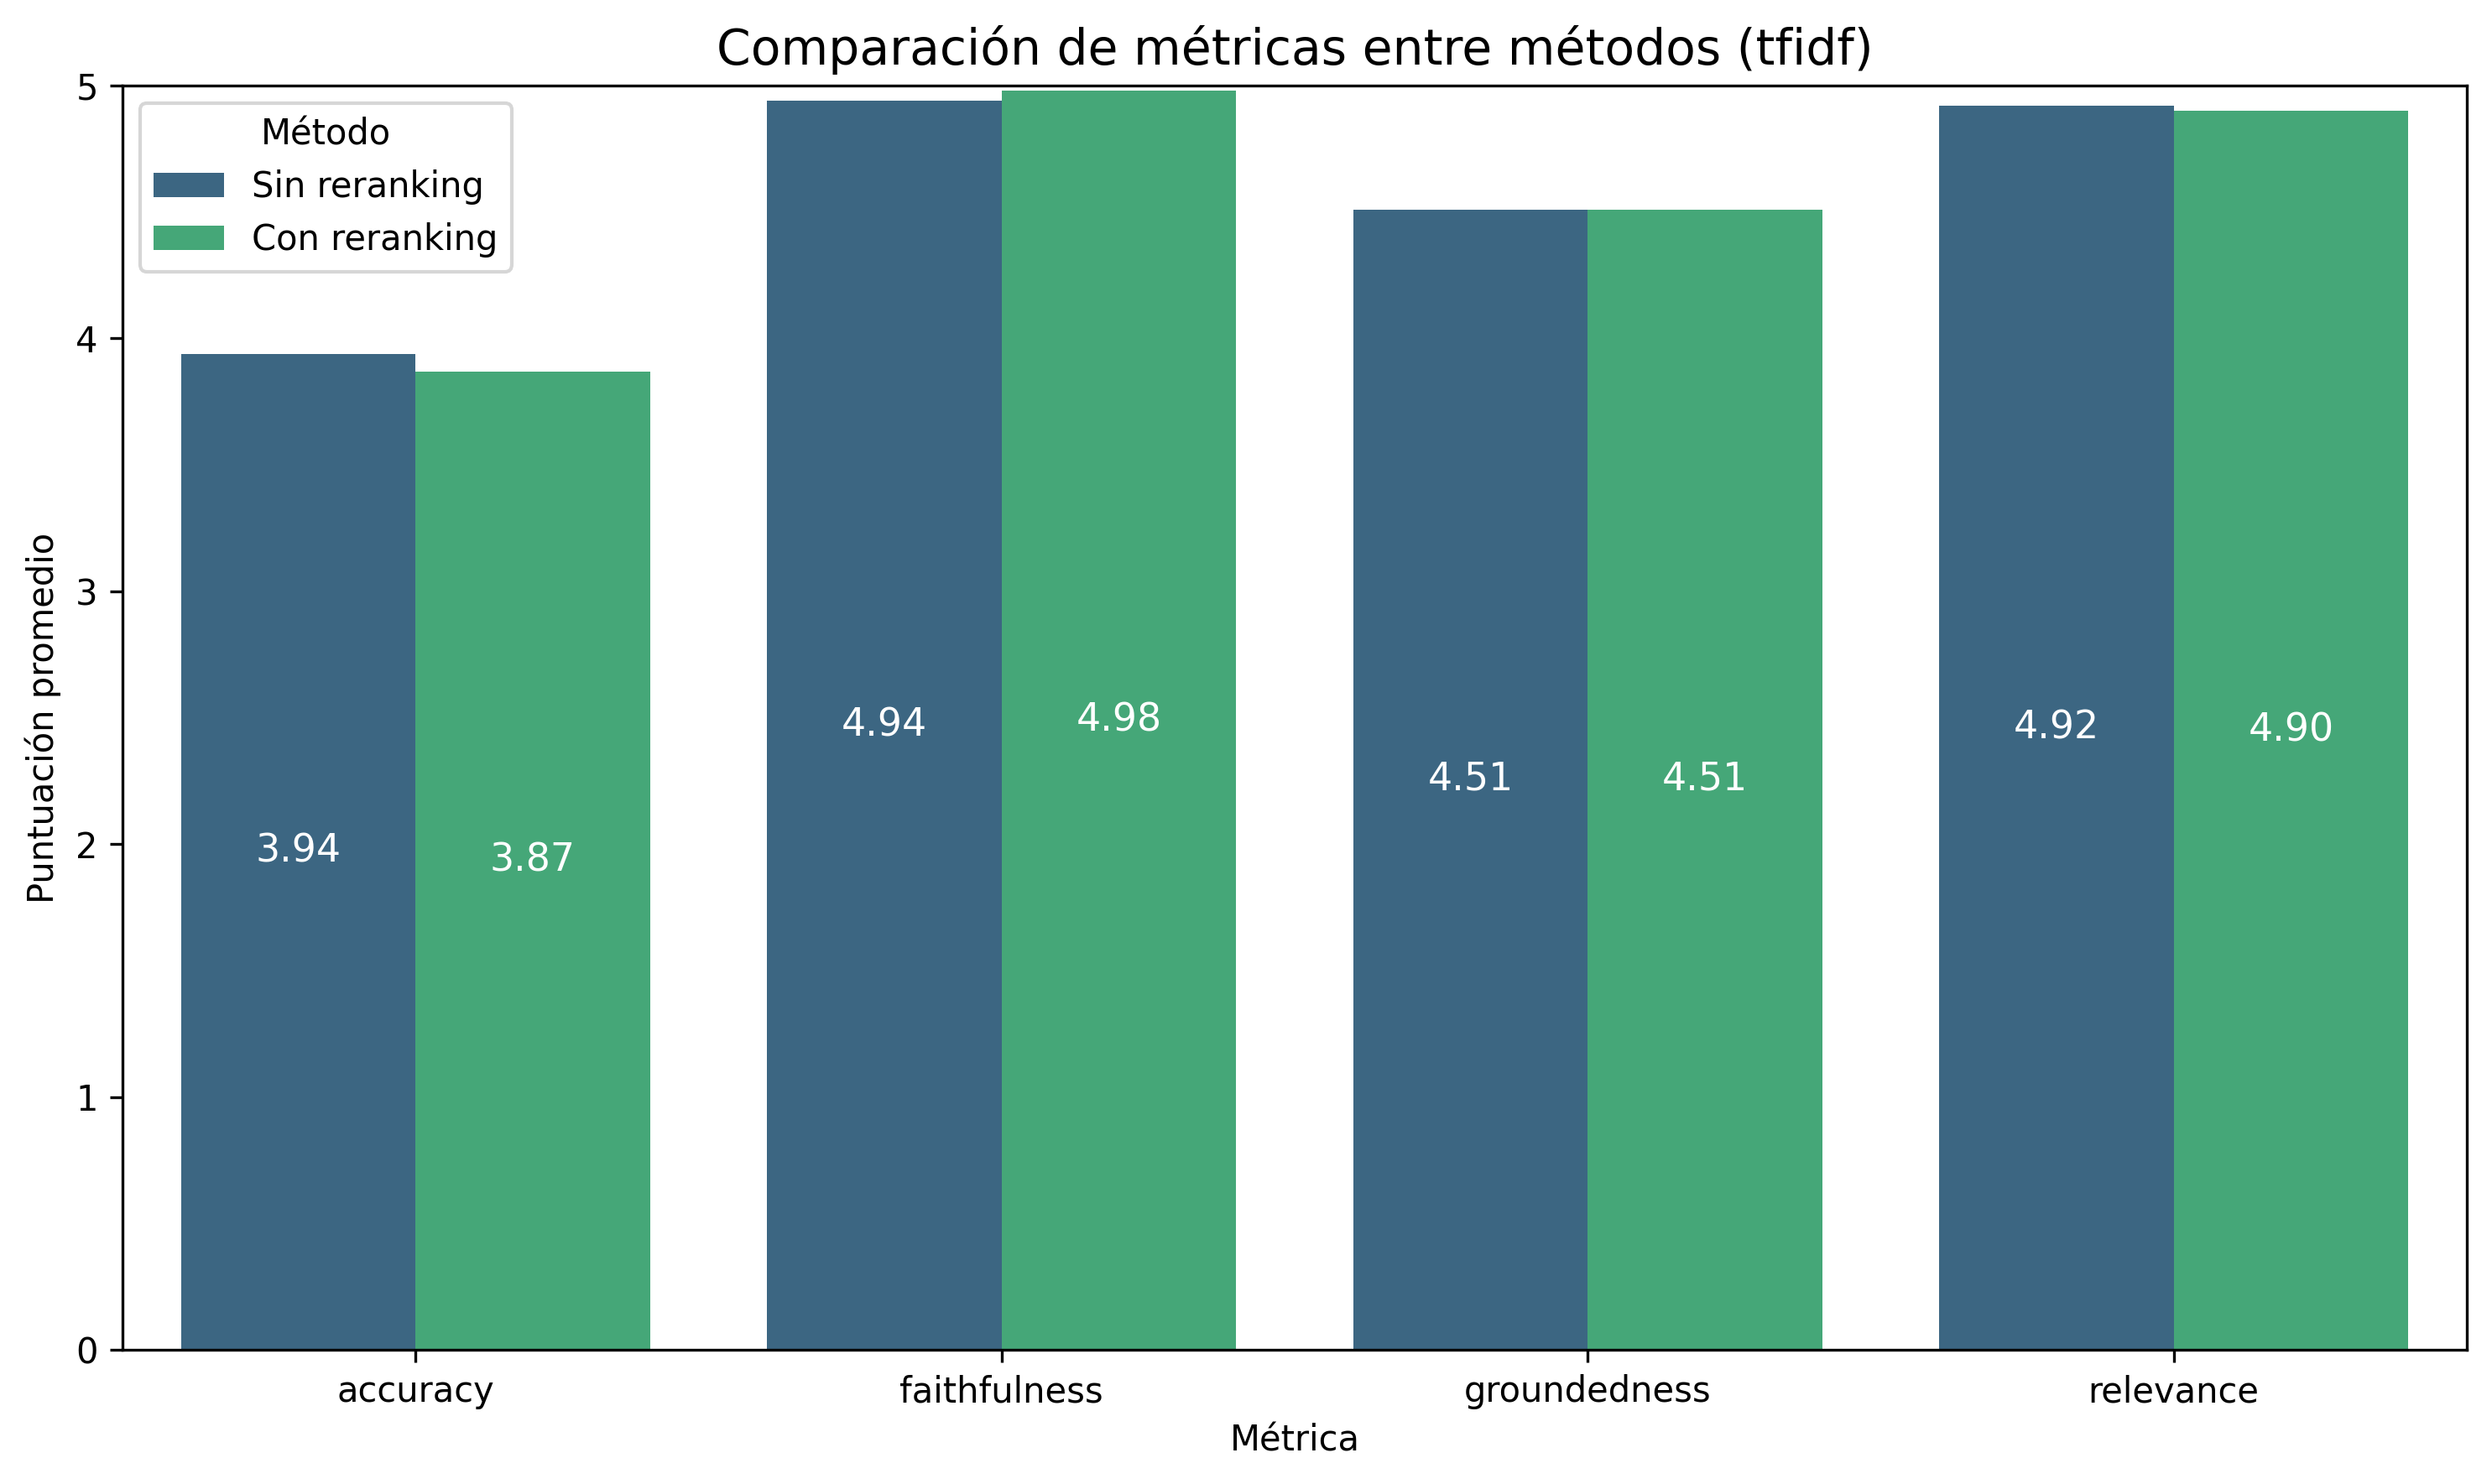 Comparación de métricas entre métodos (tfidf)
Método
Sin reranking
Con reranking
Puntuación promedio
5
4
3
2
1
0
3.94
3.87
4.94
4.98
4.51
4.51
4.92
4.90
accuracy
faithfulness
groundedness
relevance
Métrica